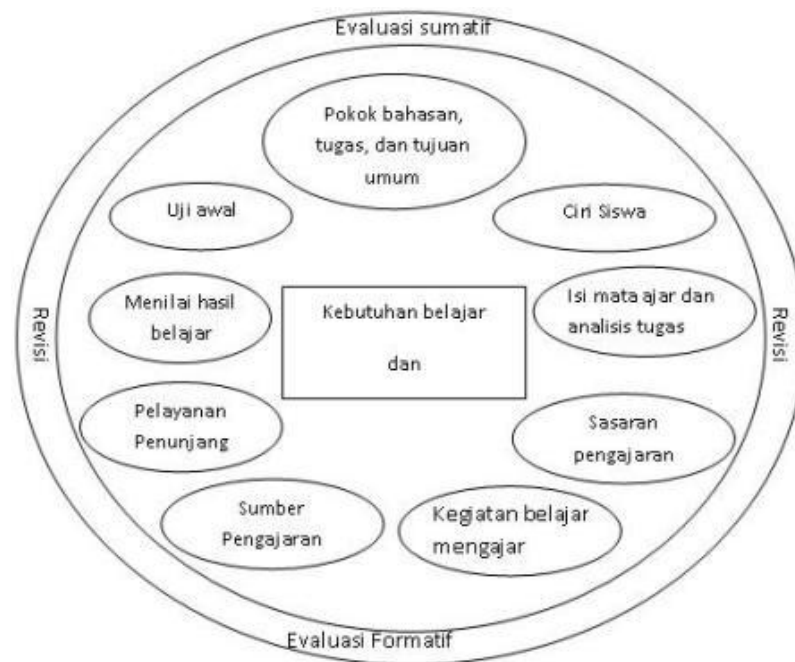 Evaluasi sumatif
Pokok bahasan,
tugas, dan tujuan
umum
Uji awal
Ciri Siswa
Menilai hasil
belajar
Kebutuhan belajar
dan
Isi mata ajar dan
analisis tugas
Revisi
Revisi
Pelayanan
Penunjang
Sasaran
pengajaran
Sumber
Pengajaran
Kegiatan belajar
mengajar
Evaluasi Formatif